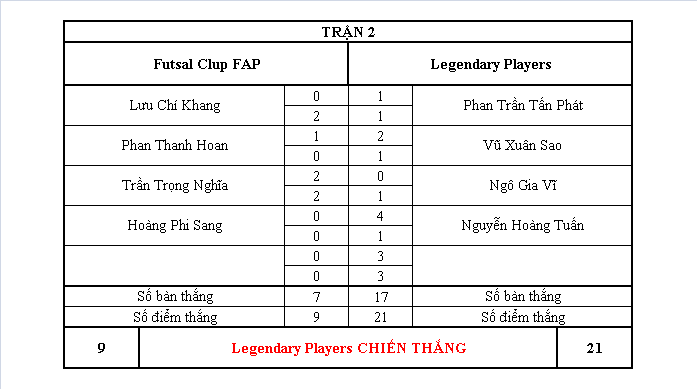 TRẬN 2
Futsal Clup FAP Legendary Players
Lưu Chí Khang 0 1 Phan Trần Tấn Phát
2 1
Phan Thanh Hoan 1 2 Vũ Xuân Sao
0 1
Trần Trọng Nghĩa 2 0 Ngô Gia Vĩ
2 1
Hoàng Phi Sang 0 4 Nguyễn Hoàng Tuấn
0 1
0 3
0 3
Số bàn thắng 7 17 Số bàn thắng
Số điểm thắng 9 21 Số điểm thắng
9 Legendary Players CHIẾN THẮNG 21